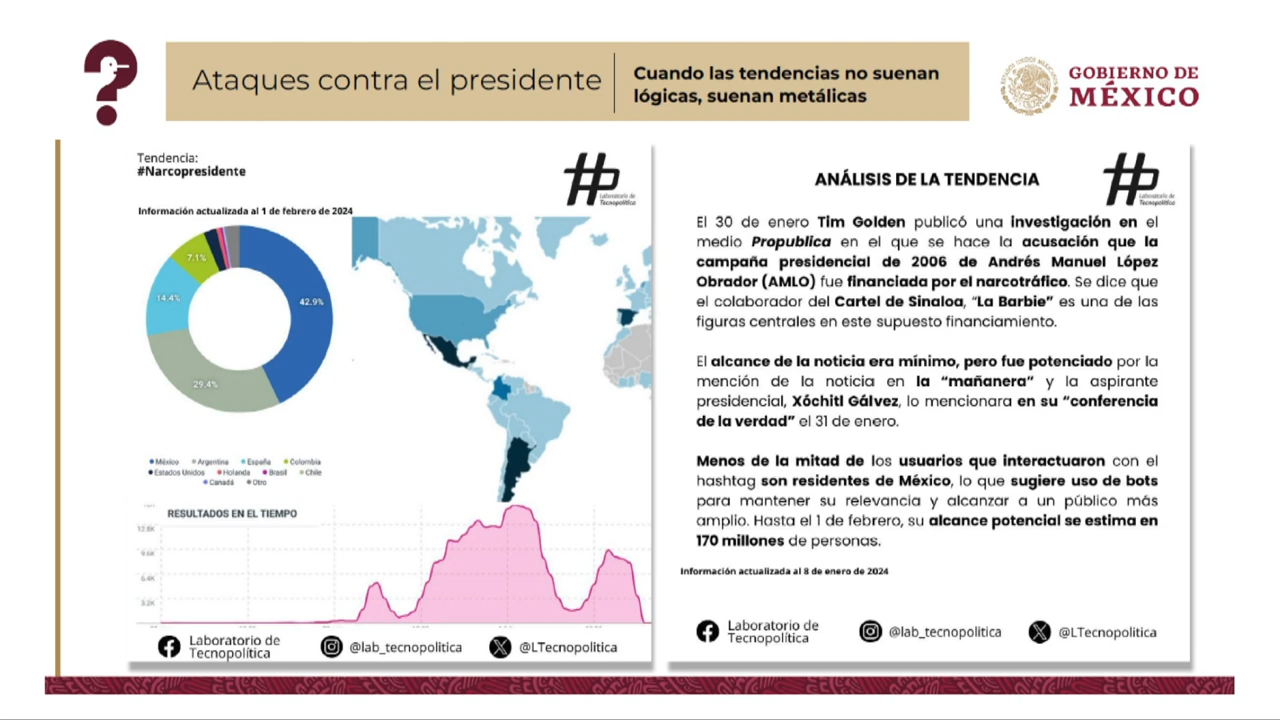 ?
Ataques contra el presidente
Cuando las tendencias no suenan
lógicas, suenan metálicas
GOBIERNO DE
MÉXICO
Tendencia:
#Narcopresidente
Laboratorio de
Tecnopolítica
Información actualizada al 1 de febrero de 2024
7.1%
14.4%
42.9%
29.4%
México Argentina España Colombia
Estados Unidos Holanda Brasil Chile
Canadá Otro
RESULTADOS EN EL TIEMPO
12.8K
9.6K
6.4K
3.2K
Laboratorio de
Tecnopolítica
@lab_tecnopolitica
@LTecnopolitica
ANÁLISIS DE LA TENDENCIA
Laboratorio de
Tecnopolítica
El 30 de enero Tim Golden publicó una investigación en el
medio Propublica en el que se hace la acusación que la
campaña presidencial de 2006 de Andrés Manuel López
Obrador (AMLO) fue financiada por el narcotráfico. Se dice que
el colaborador del Cartel de Sinaloa, “La Barbie” es una de las
figuras centrales en este supuesto financiamiento.
El alcance de la noticia era mínimo, pero fue potenciado por la
mención de la noticia en la “mañanera” y la aspirante
presidencial, Xóchitl Gálvez, lo mencionara en su “conferencia
de la verdad” el 31 de enero.
Menos de la mitad de los usuarios que interactuaron con el
hashtag son residentes de México, lo que sugiere uso de bots
para mantener su relevancia y alcanzar a un público más
amplio. Hasta el 1 de febrero, su alcance potencial se estima en
170 millones de personas.
Información actualizada al 8 de enero de 2024
Laboratorio de
Tecnopolítica
@lab_tecnopolitica
@LTecnopolitica